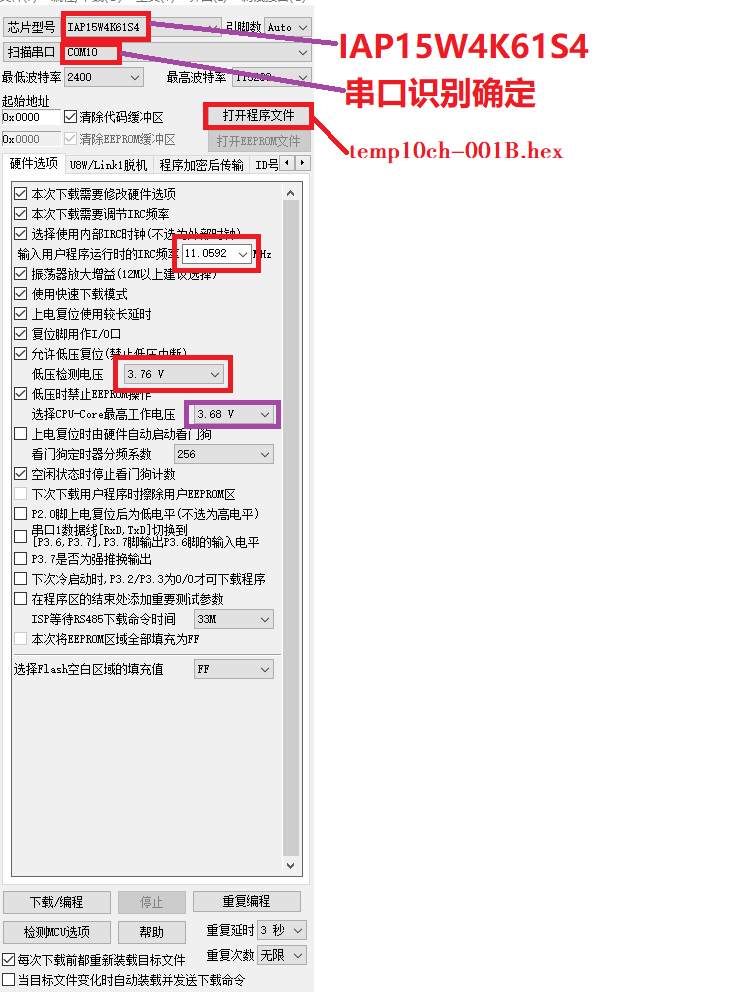 芯片型号 IAP15W4K61S4 引脚数 Auto
IAP15W4K61S4
扫描串口 COM10
串口识别确定
最低波特率 2400 最高波特率 115200
起始地址
0x0000 清除代码缓冲区 打开程序文件
temp10ch-001B.hex
0x0000 清除EEPROM缓冲区 打开EEPROM文件
硬件选项 U8W/Link1脱机 程序加密后传输 ID号
本次下载需要修改硬件选项
本次下载需要调节IRC频率
选择使用内部IRC时钟(不选为外部时钟)
输入用户程序运行时的IRC频率 11.0592 MHz
振荡器放大增益(12M以上建议选择)
使用快速下载模式
上电复位使用较长延时
复位脚用作I/O口
允许低压复位(禁止低压中断)
低压检测电压 3.76 V
低压时禁止EEPROM操作
选择CPU-Core最高工作电压 3.68 V
上电复位时由硬件自动启动看门狗
看门狗定时器分频系数 256
空闲状态时停止看门狗计数
下次下载用户程序时擦除用户EEPROM区
P2.0脚上电复位后为低电平(不选为高电平)
串口1数据线[RxD,TxD]切换到
[P3.6,P3.7],P3.7脚输出P3.6脚的输入电平
P3.7是否为强推挽输出
下次冷启动时,P3.2/P3.3为0/0才可下载程序
在程序区的结束处添加重要测试参数
ISP等待RS485下载命令时间 33M
本次将EEPROM区域全部填充为FF
选择Flash空白区域的填充值 FF
下载/编程 停止 重复编程
检测MCU选项 帮助 重复延时 3 秒
每次下载前都重新装载目标文件 重复次数 无限
当目标文件变化时自动装载并发送下载命令